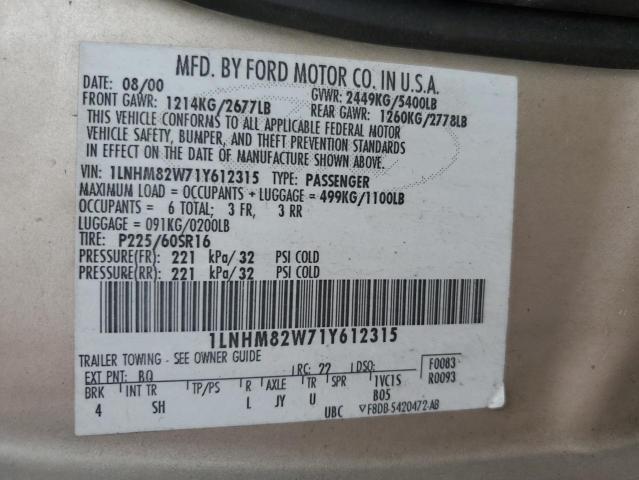 MFD. BY FORD MOTOR CO. IN U.S.A.
DATE: 08/00 GVWR: 2449KG/5400LB
FRONT GAWR: 1214KG/2677LB REAR GAWR: 1260KG/2778LB
THIS VEHICLE CONFORMS TO ALL APPLICABLE FEDERAL MOTOR
VEHICLE SAFETY, BUMPER, AND THEFT PREVENTION STANDARDS
IN EFFECT ON THE DATE OF MANUFACTURE SHOWN ABOVE.
VIN: 1LNHM82W71Y612315 TYPE: PASSENGER
MAXIMUM LOAD = OCCUPANTS + LUGGAGE = 499KG/1100LB
OCCUPANTS = 6 TOTAL; 3 FR, 3 RR
LUGGAGE = 091KG/0200LB
TIRE: P225/60SR16
PRESSURE(FR) = 221 kPa/32 PSI COLD
PRESSURE(RR) = 221 kPa/32 PSI COLD
1LNHM82W71Y612315
TRAILER TOWING - SEE OWNER GUIDE
EXT PNT: BQ RC: 22 DSO: F0083
BRK INT TR TP/PS R AXLE TR SPR IVCIS R0093
4 SH L JY U B05
UBC F8DB-5420472-AB